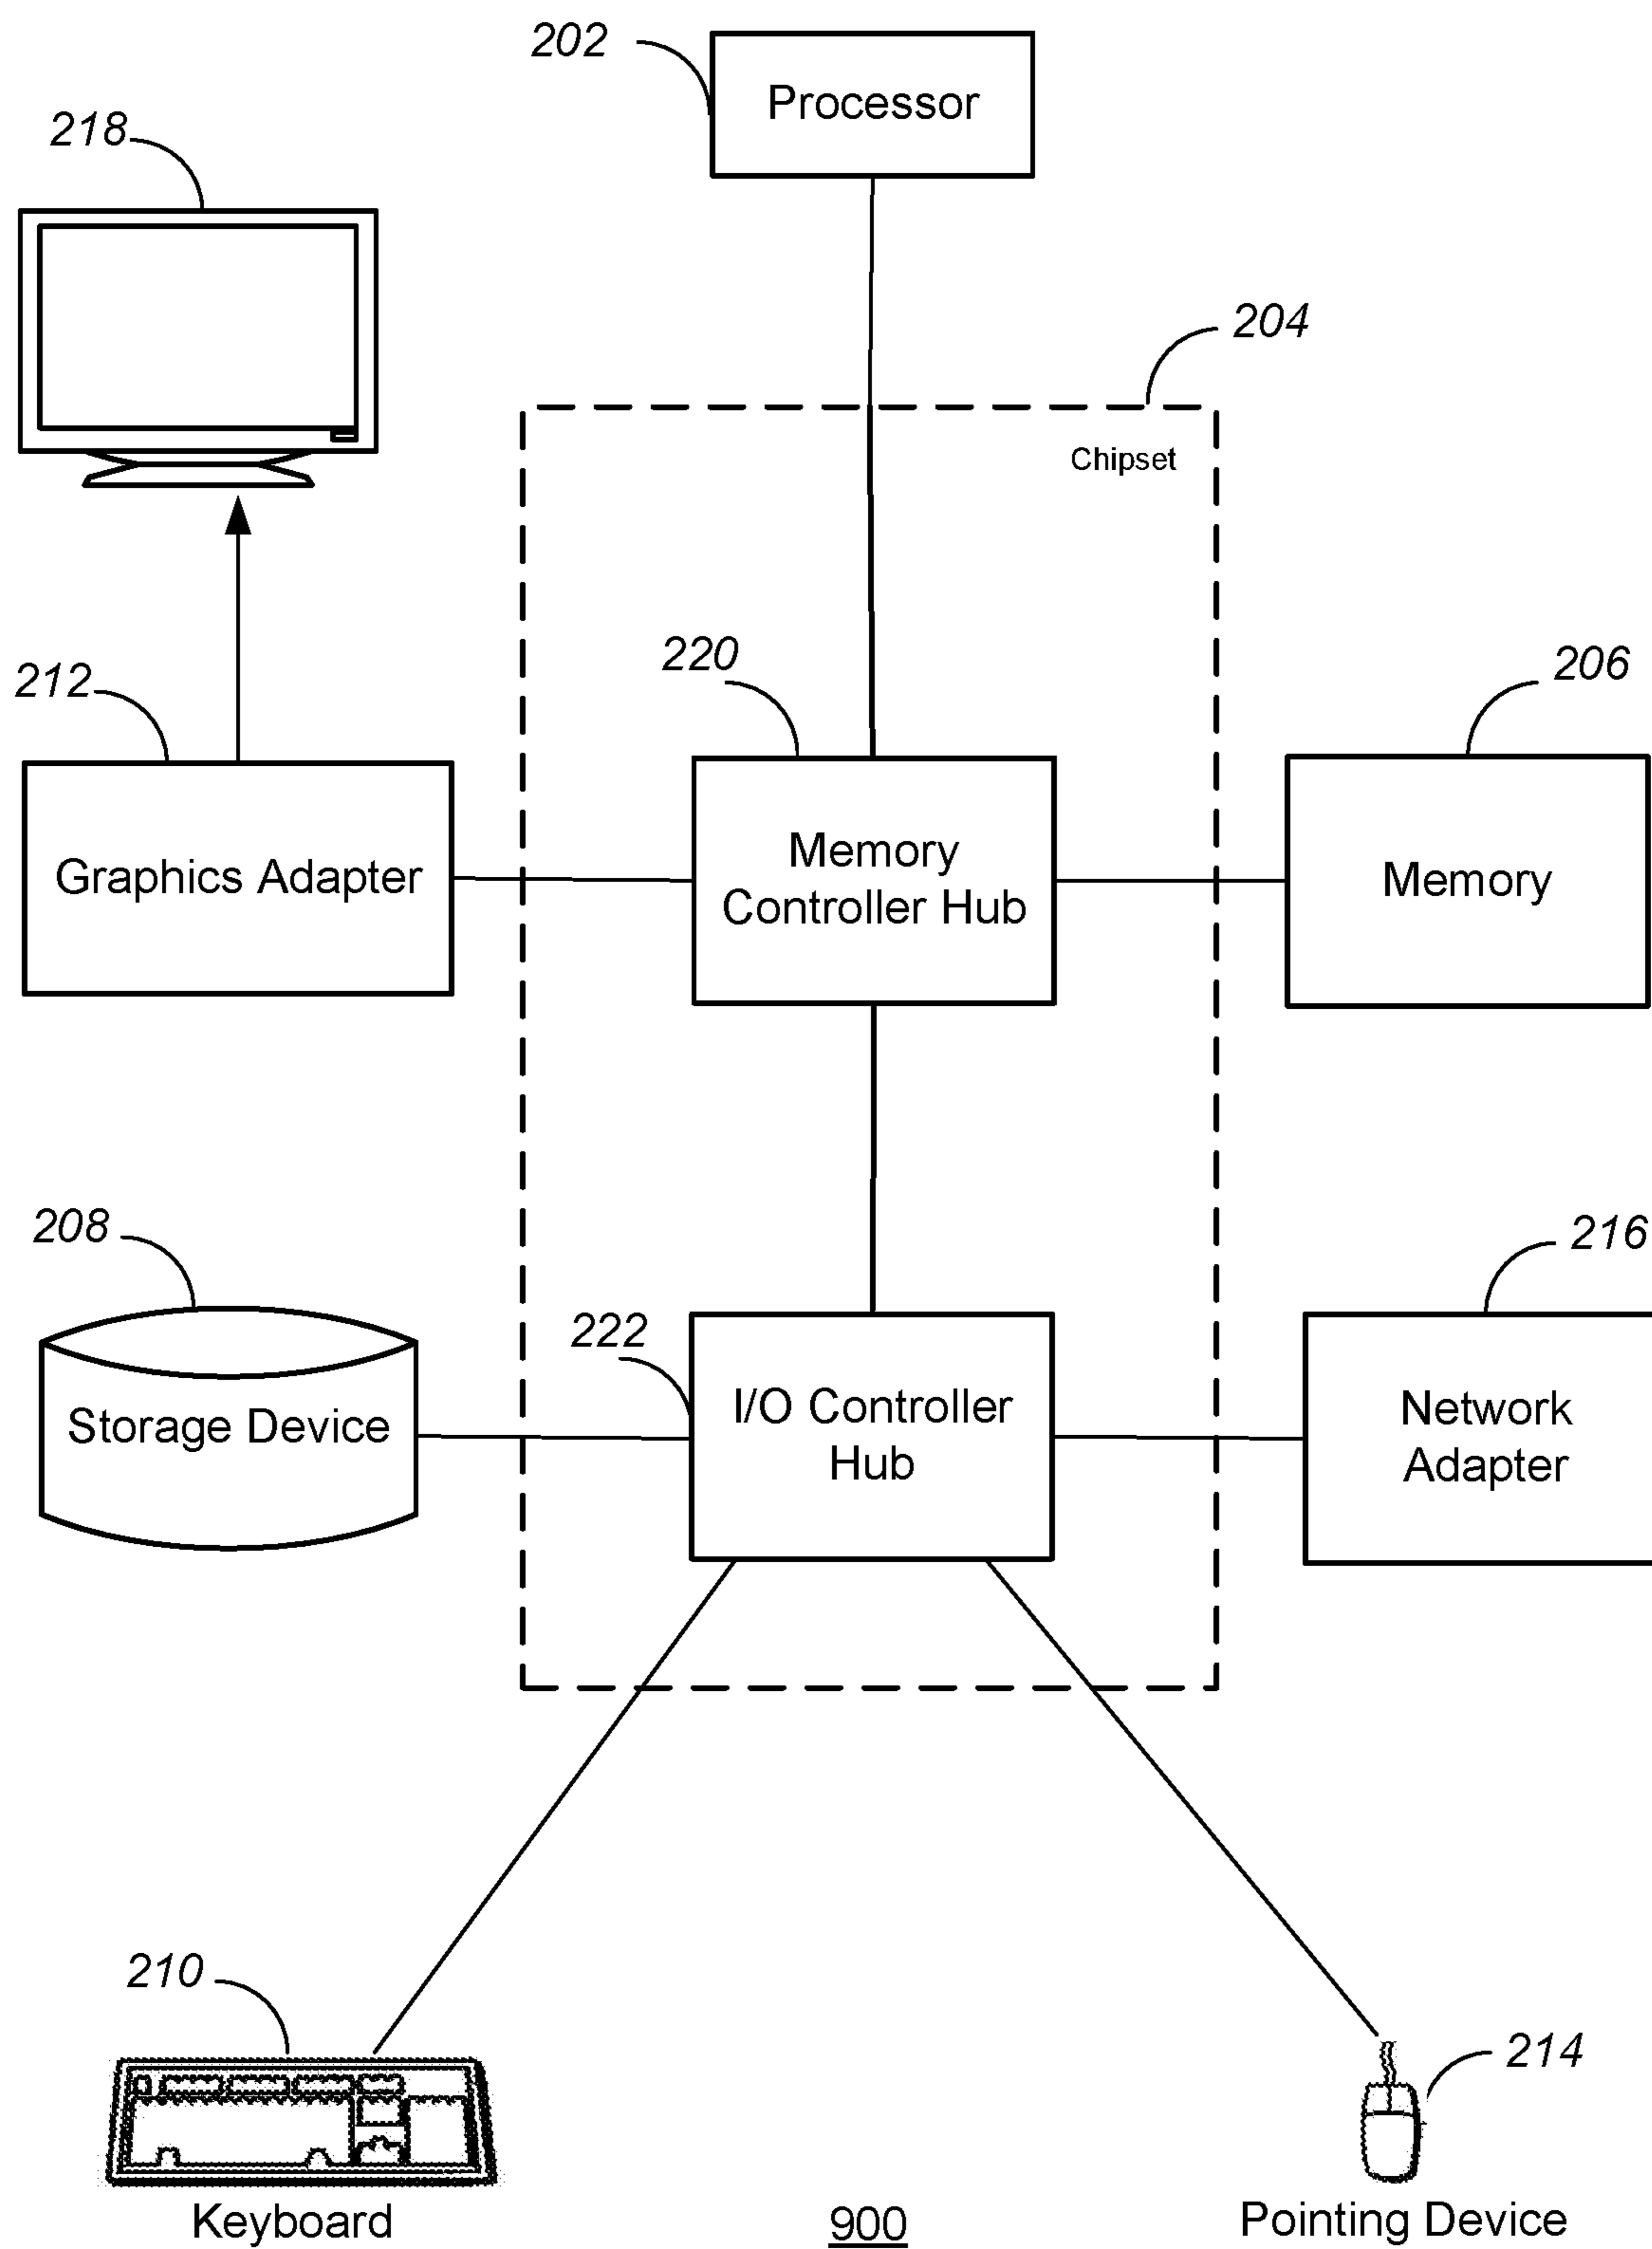 202
Processor
218
204
Chipset
220
206
212
Memory
Controller Hub
Graphics Adapter
Memory
208
216
222
I/O Controller
Hub
Storage Device
Network
Adapter
210
214
Keyboard
900
Pointing Device